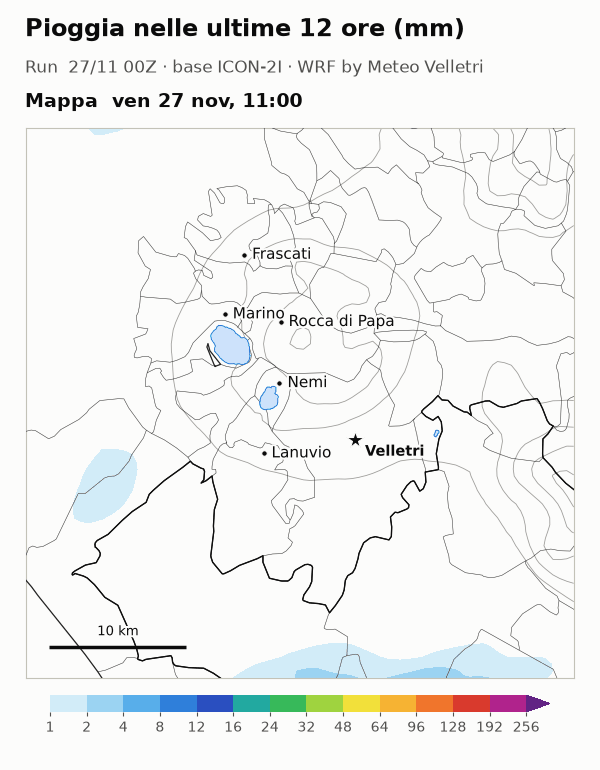 Pioggia nelle ultime 12 ore (mm)
Run  27/11 00Z · base ICON-2I · WRF by Meteo Velletri
Mappa  ven 27 nov, 11:00
Frascati
Marino
Rocca di Papa
Nemi
Velletri
Lanuvio
10 km
1 2 4 8 12 16 24 32 48 64 96 128 192 256